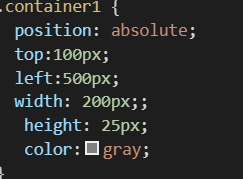 .container1 {
position: absolute;
top:100px;
left:500px;
width: 200px;;
height: 25px;
color:gray;
}